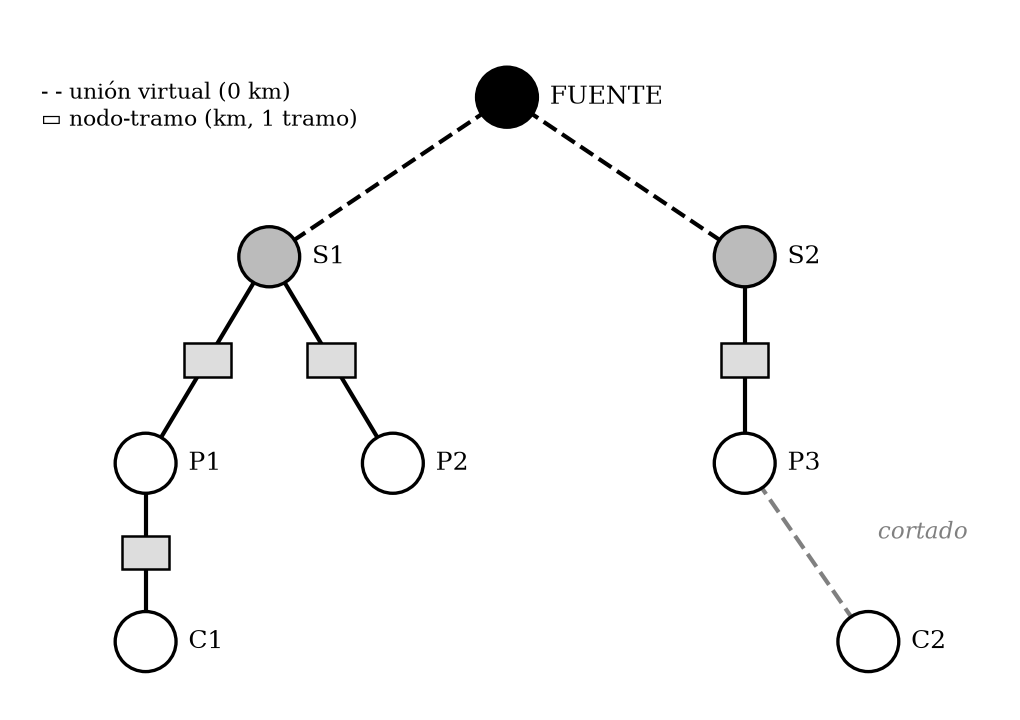 FUENTE
- - unión virtual (0 km)
▭ nodo-tramo (km, 1 tramo)
S1
S2
P1
P2
P3
cortado
C1
C2